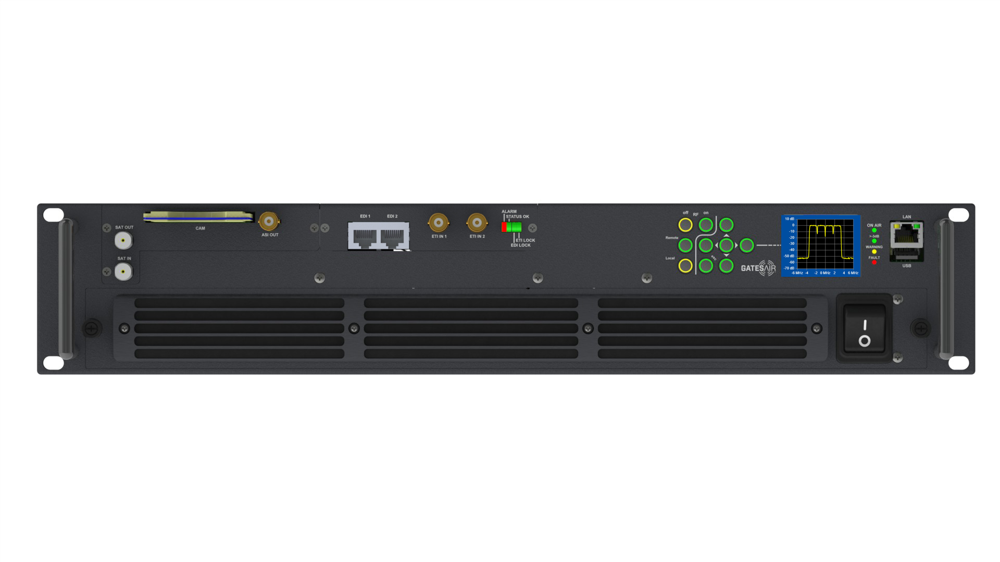 SAT OUT
SAT IN
CAM
ASI OUT
EDI 1
EDI 2
ETI IN 1
ETI IN 2
ALARM
STATUS OK
ETI LOCK
EDI LOCK
off
RF
on
Remote
Local
esc
GATESAIR
10 dB
0
-10
-20
-30
-40
-50 dB
-60
-70 dB
-6 MHz -4 -2 0 MHz 2 4 6 MHz
ON AIR
>-3dB
WARNING
FAULT
LAN
USB